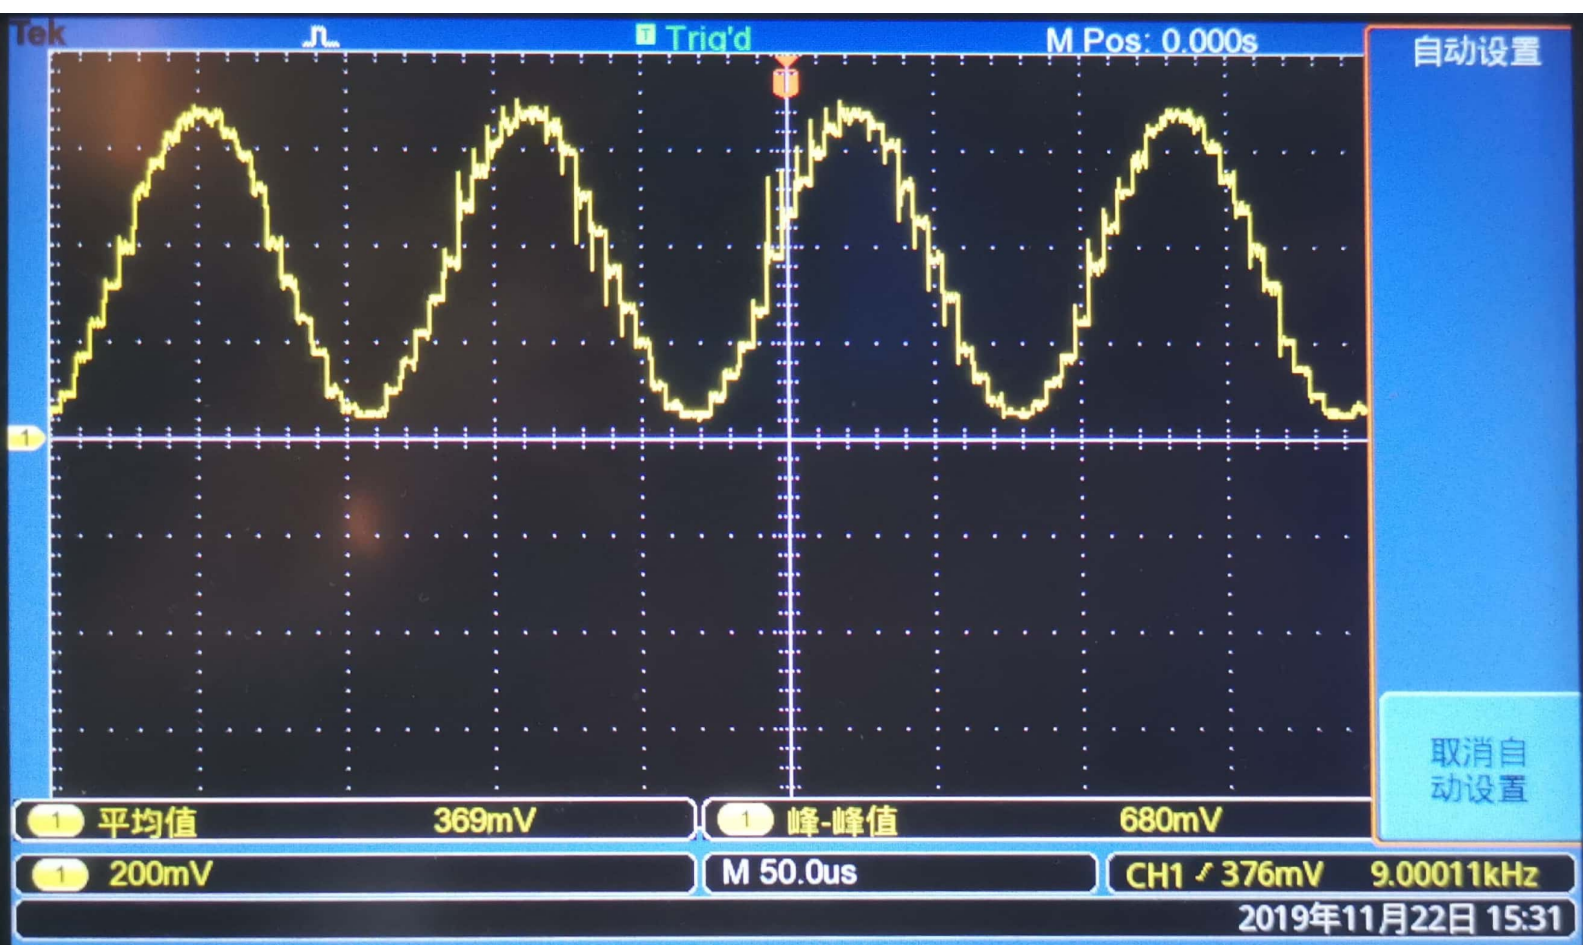 Tek T Trig'd M Pos: 0.000s
自动设置
T
1
取消自
动设置
1 平均值 369mV 1 峰-峰值 680mV
1 200mV M 50.0us CH1 376mV 9.00011kHz
2019年11月22日 15:31